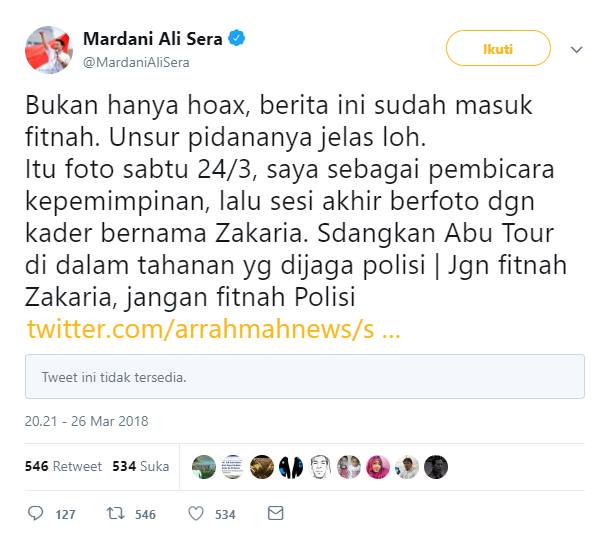 Mardani Ali Sera
@MardaniAliSera
Ikuti
Bukan hanya hoax, berita ini sudah masuk
fitnah. Unsur pidananya jelas loh.
Itu foto sabtu 24/3, saya sebagai pembicara
kepemimpinan, lalu sesi akhir berfoto dgn
kader bernama Zakaria. Sdangkan Abu Tour
di dalam tahanan yg dijaga polisi | Jgn fitnah
Zakaria, jangan fitnah Polisi
twitter.com/arrahmahnews/s ...
Tweet ini tidak tersedia.
20.21 - 26 Mar 2018
546 Retweet 534 Suka
127 546 534